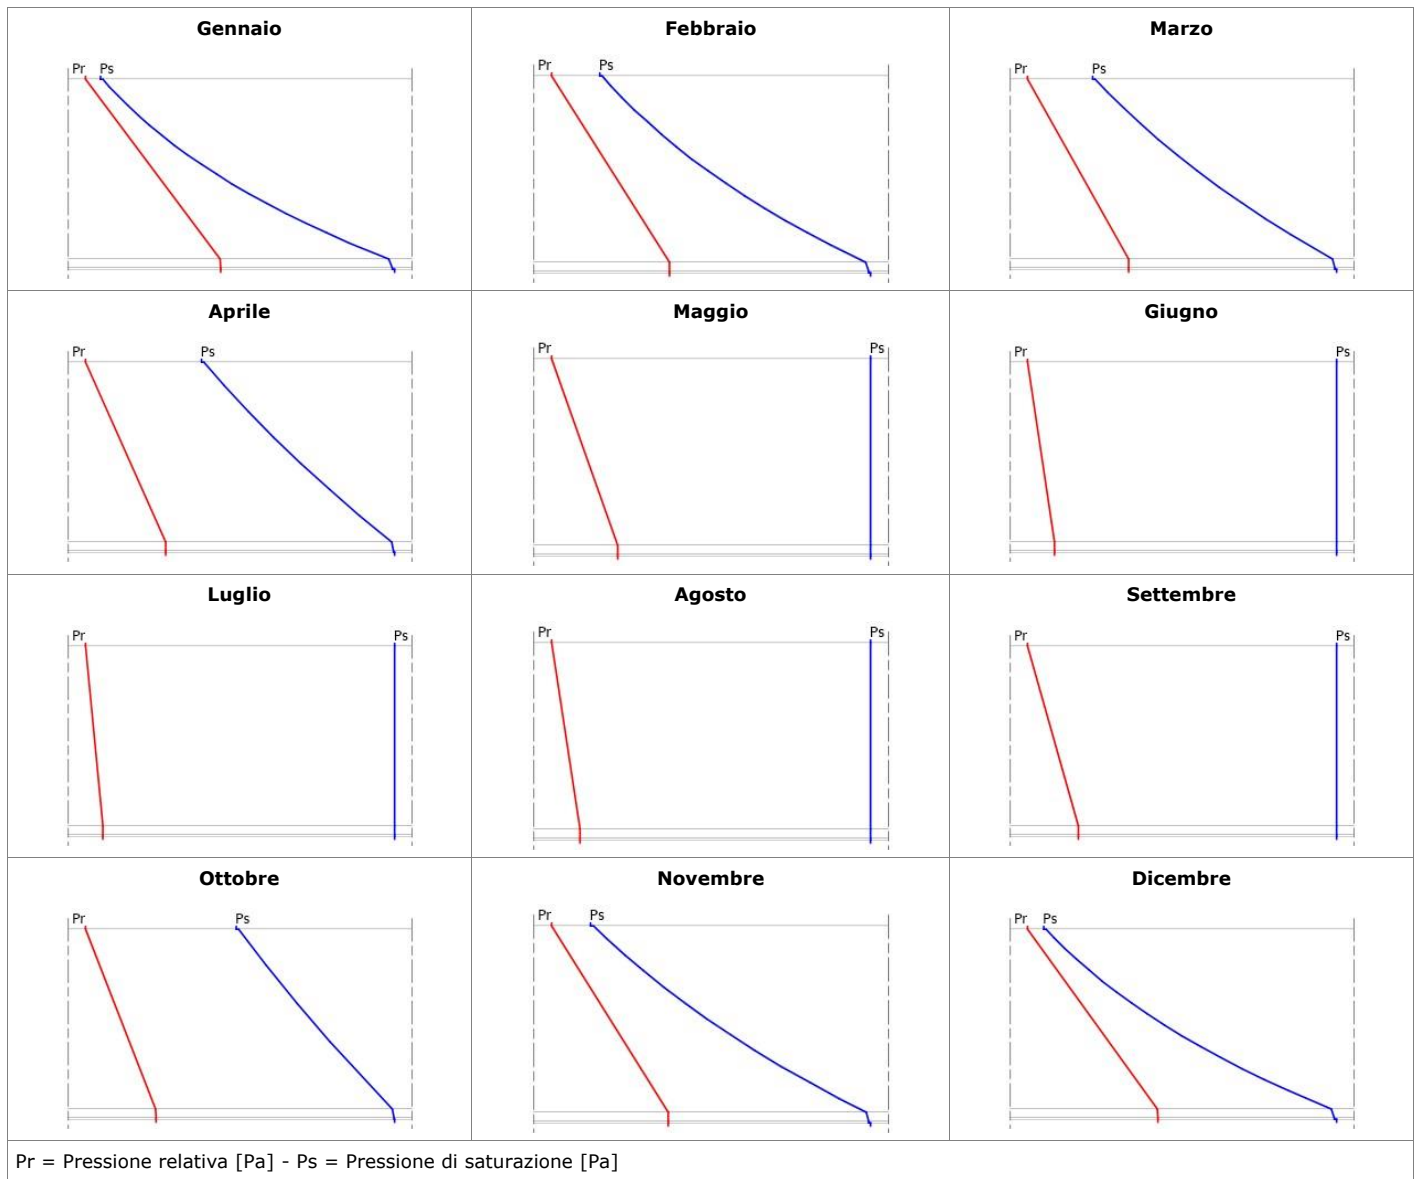 Gennaio
Pr Ps
Febbraio
Pr Ps
Marzo
Pr Ps
Aprile
Pr Ps
Maggio
Pr Ps
Giugno
Pr Ps
Luglio
Pr Ps
Agosto
Pr Ps
Settembre
Pr Ps
Ottobre
Pr Ps
Novembre
Pr Ps
Dicembre
Pr Ps
Pr = Pressione relativa [Pa] - Ps = Pressione di saturazione [Pa]